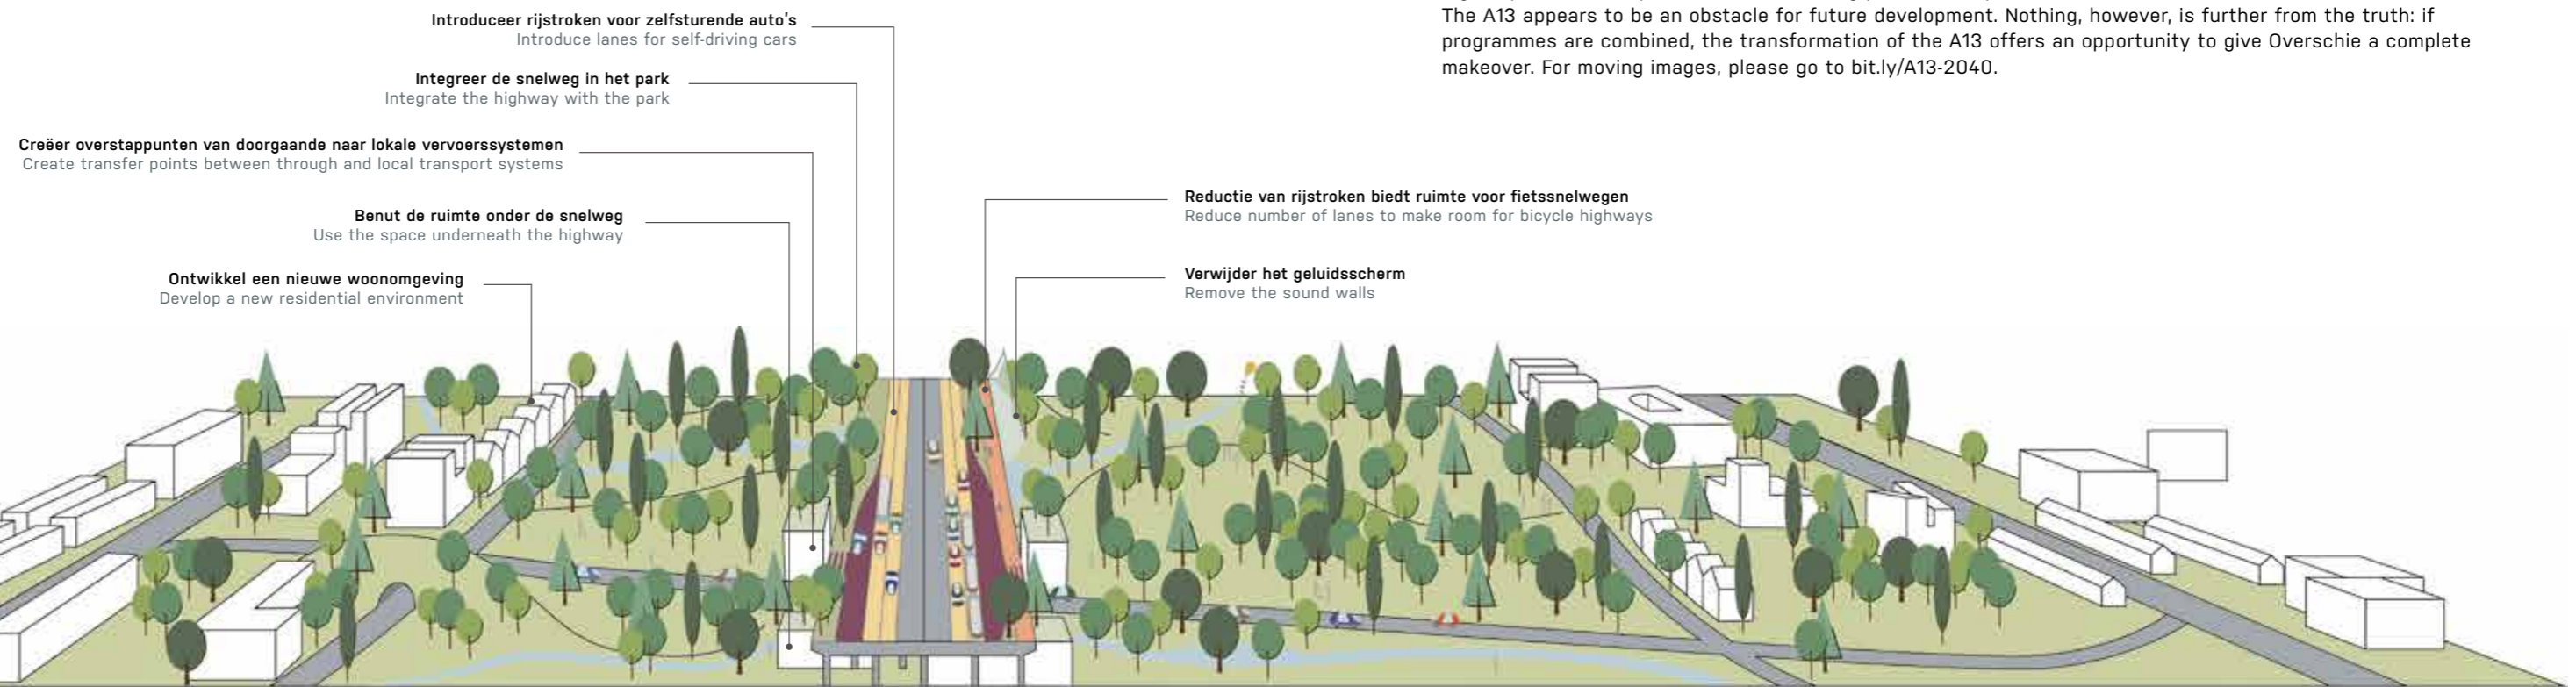 Introduceer rijstroken voor zelfsturende auto's
Introduce lanes for self-driving cars
Integreer de snelweg in het park
Integrate the highway with the park
Creëer overstappunten van doorgaande naar lokale vervoerssystemen
Create transfer points between through and local transport systems
Benut de ruimte onder de snelweg
Use the space underneath the highway
Ontwikkel een nieuwe woonomgeving
Develop a new residential environment
Reductie van rijstroken biedt ruimte voor fietssnelwegen
Reduce number of lanes to make room for bicycle highways
Verwijder het geluidsscherm
Remove the sound walls
The A13 appears to be an obstacle for future development. Nothing, however, is further from the truth: if
programmes are combined, the transformation of the A13 offers an opportunity to give Overschie a complete
makeover. For moving images, please go to bit.ly/A13-2040.